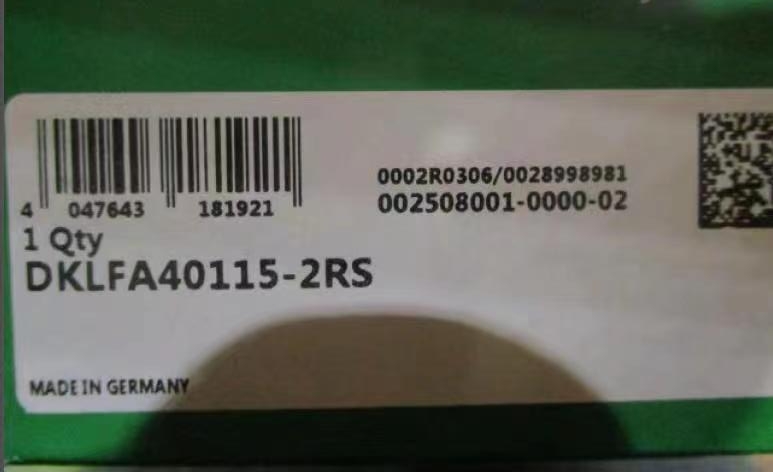 4 047643 181921
0002R0306/0028998981
002508001-0000-02
1 Qty
DKLFA40115-2RS
MADE IN GERMANY